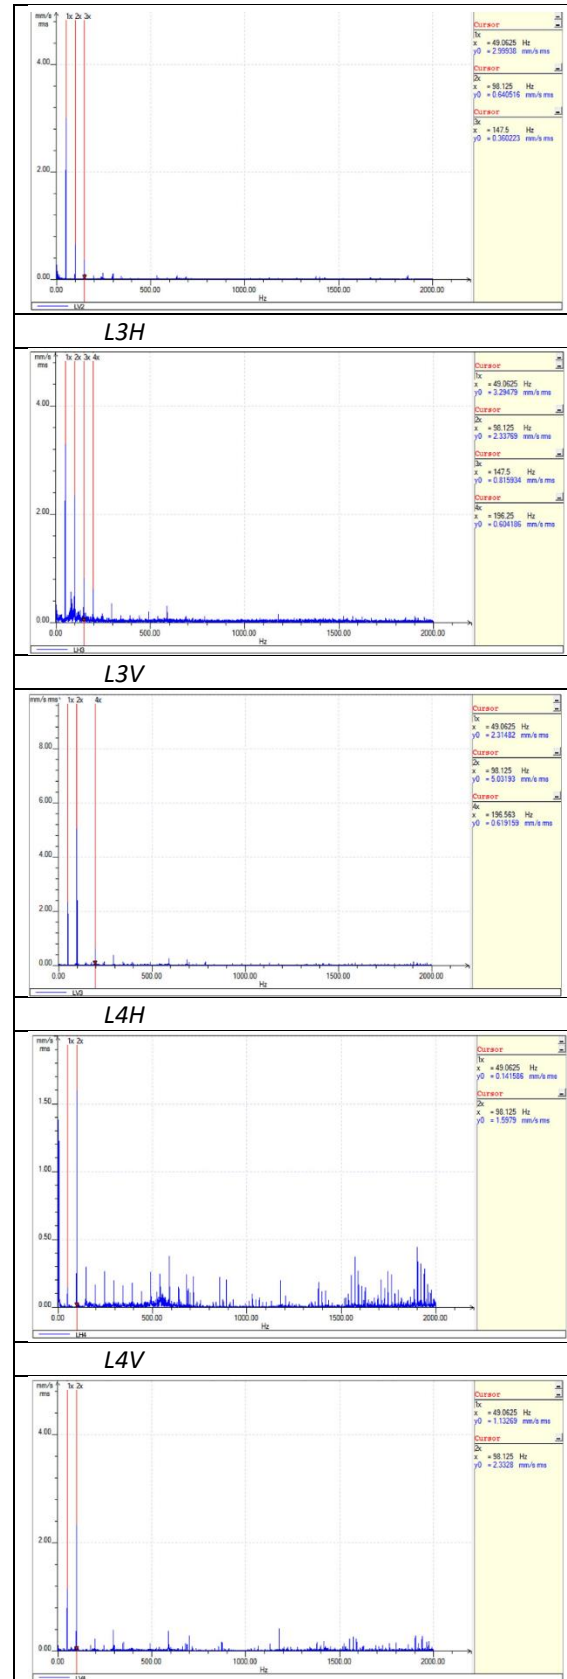 mm/s
rms
1x 2x 3x
4.00
2.00
0.00
0.00 500.00 1000.00 1500.00 2000.00
Hz
LV2
Cursor
1x
x = 49.0625 Hz
y0 = 2.99938 mm/s rms
Cursor
2x
x = 98.125 Hz
y0 = 0.640516 mm/s rms
Cursor
3x
x = 147.5 Hz
y0 = 0.360223 mm/s rms
L3H
mm/s
rms
1x 2x 3x 4x
4.00
2.00
0.00
0.00 500.00 1000.00 1500.00 2000.00
Hz
LH3
Cursor
1x
x = 49.0625 Hz
y0 = 3.29479 mm/s rms
Cursor
2x
x = 98.125 Hz
y0 = 2.33769 mm/s rms
Cursor
3x
x = 147.5 Hz
y0 = 0.815934 mm/s rms
Cursor
4x
x = 196.25 Hz
y0 = 0.604186 mm/s rms
L3V
mm/s rms
1x 2x 4x
8.00
6.00
4.00
2.00
0.00
0.00 500.00 1000.00 1500.00 2000.00
Hz
LV3
Cursor
1x
x = 49.0625 Hz
y0 = 2.31482 mm/s rms
Cursor
2x
x = 98.125 Hz
y0 = 5.03193 mm/s rms
Cursor
4x
x = 196.563 Hz
y0 = 0.619159 mm/s rms
L4H
mm/s
rms
1x 2x
1.50
1.00
0.50
0.00
0.00 500.00 1000.00 1500.00 2000.00
Hz
LH4
Cursor
1x
x = 49.0625 Hz
y0 = 0.141586 mm/s rms
Cursor
2x
x = 98.125 Hz
y0 = 1.5979 mm/s rms
L4V
mm/s
rms
1x 2x
4.00
2.00
0.00
0.00 500.00 1000.00 1500.00 2000.00
Hz
Cursor
1x
x = 49.0625 Hz
y0 = 1.13269 mm/s rms
Cursor
2x
x = 98.125 Hz
y0 = 2.3328 mm/s rms